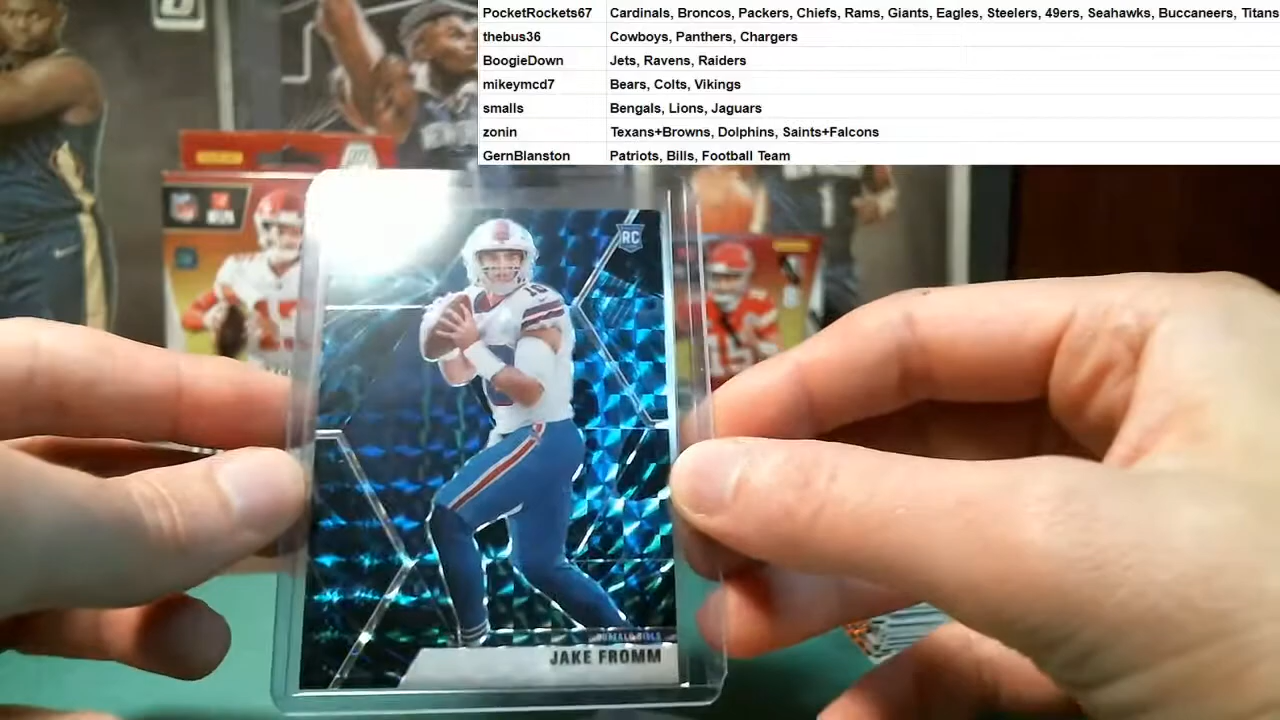 PocketRockets67 Cardinals, Broncos, Packers, Chiefs, Rams, Giants, Eagles, Steelers, 49ers, Seahawks, Buccaneers, Titans
thebus36 Cowboys, Panthers, Chargers
BoogieDown Jets, Ravens, Raiders
mikeymcd7 Bears, Colts, Vikings
smalls Bengals, Lions, Jaguars
zonin Texans+Browns, Dolphins, Saints+Falcons
GernBlanston Patriots, Bills, Football Team
RC
BUFFALO BILLS
JAKE FROMM